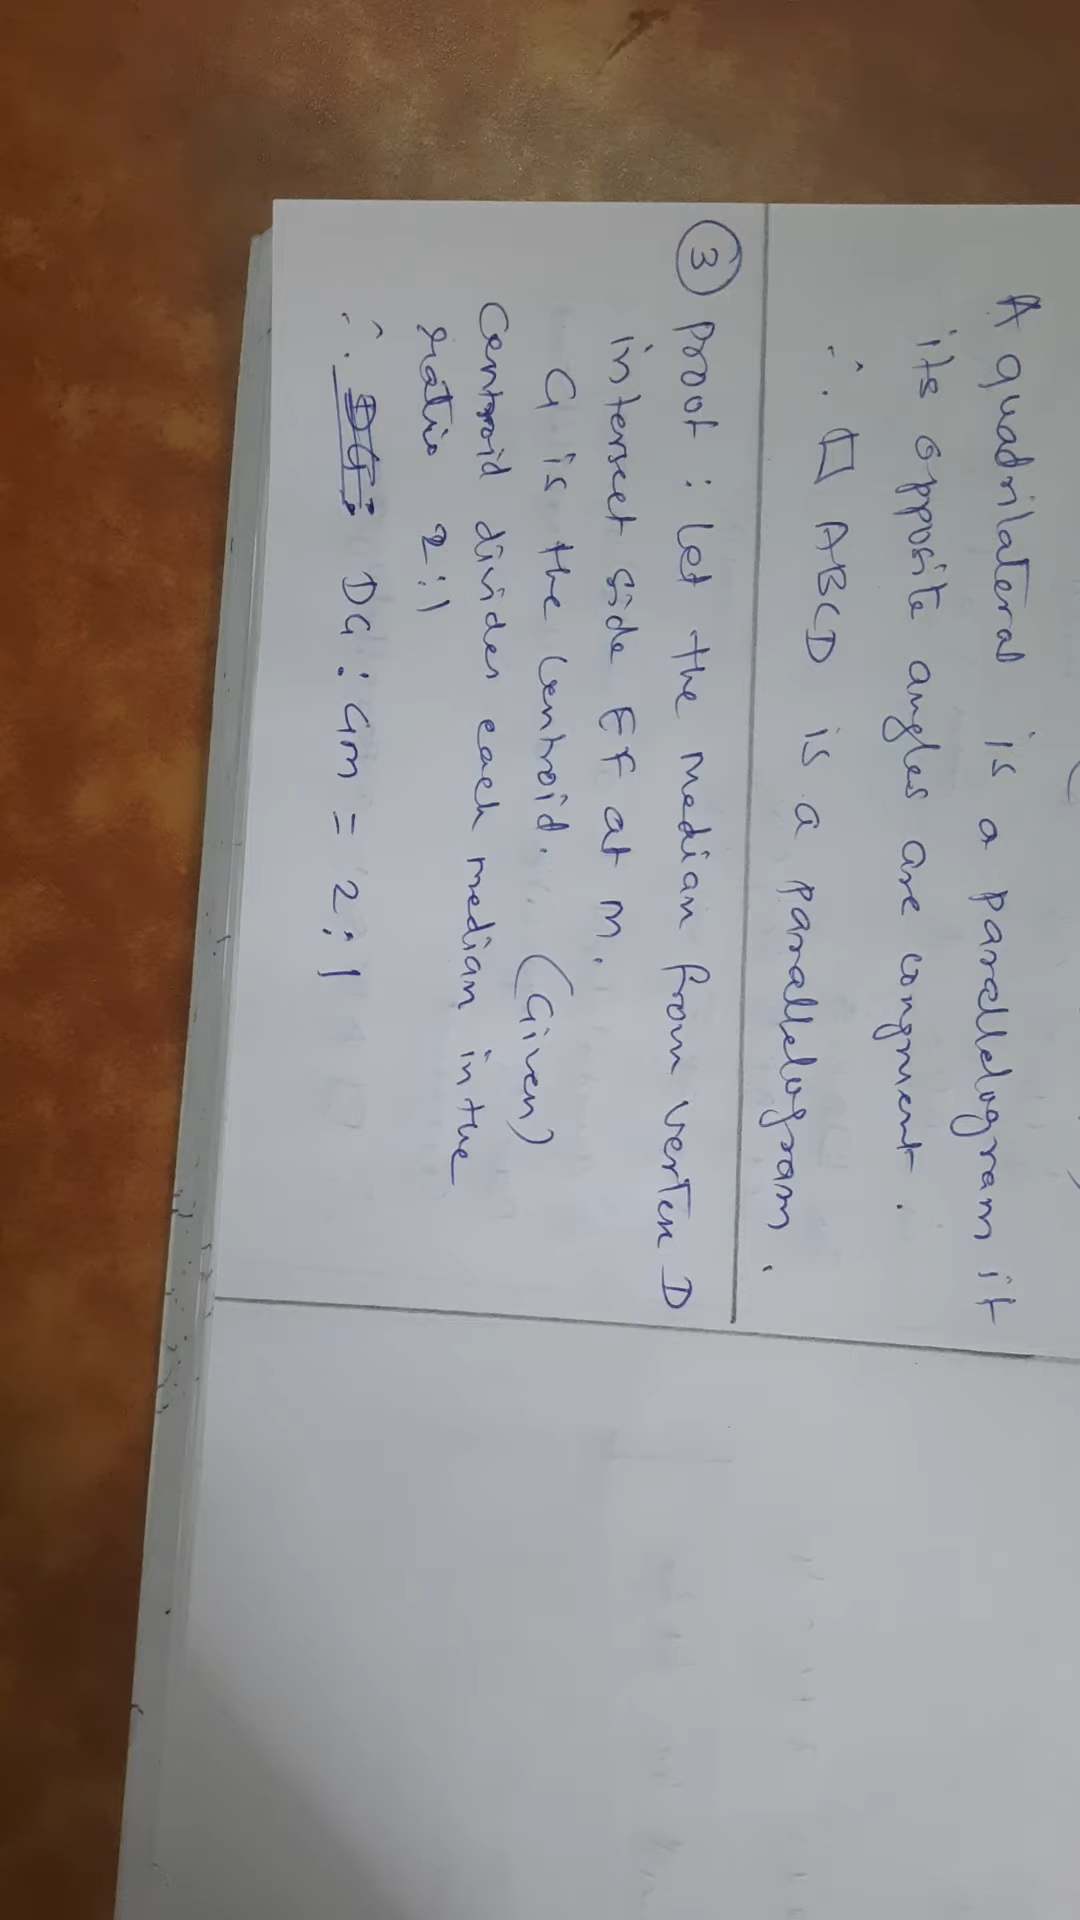 A quadrilateral is a parallelogram if
its opposite angles are congruent.
∴ □ ABCD is a parallelogram.
③ proof : let the median from vertex D
intersect side EF at M.
G is the Centroid. (Given)
Centroid divides each median in the
ratio 2:1
∴ DG : GM = 2:1